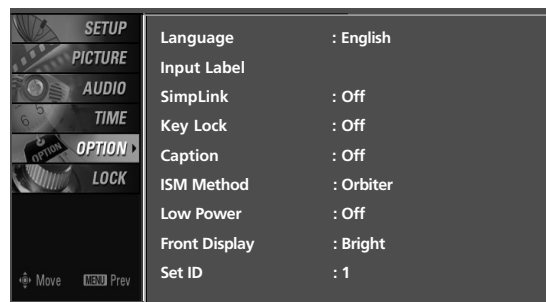 SETUP
PICTURE
AUDIO
TIME
OPTION
LOCK
Move MENU Prev
Language : English
Input Label
SimpLink : Off
Key Lock : Off
Caption : Off
ISM Method : Orbiter
Low Power : Off
Front Display : Bright
Set ID : 1